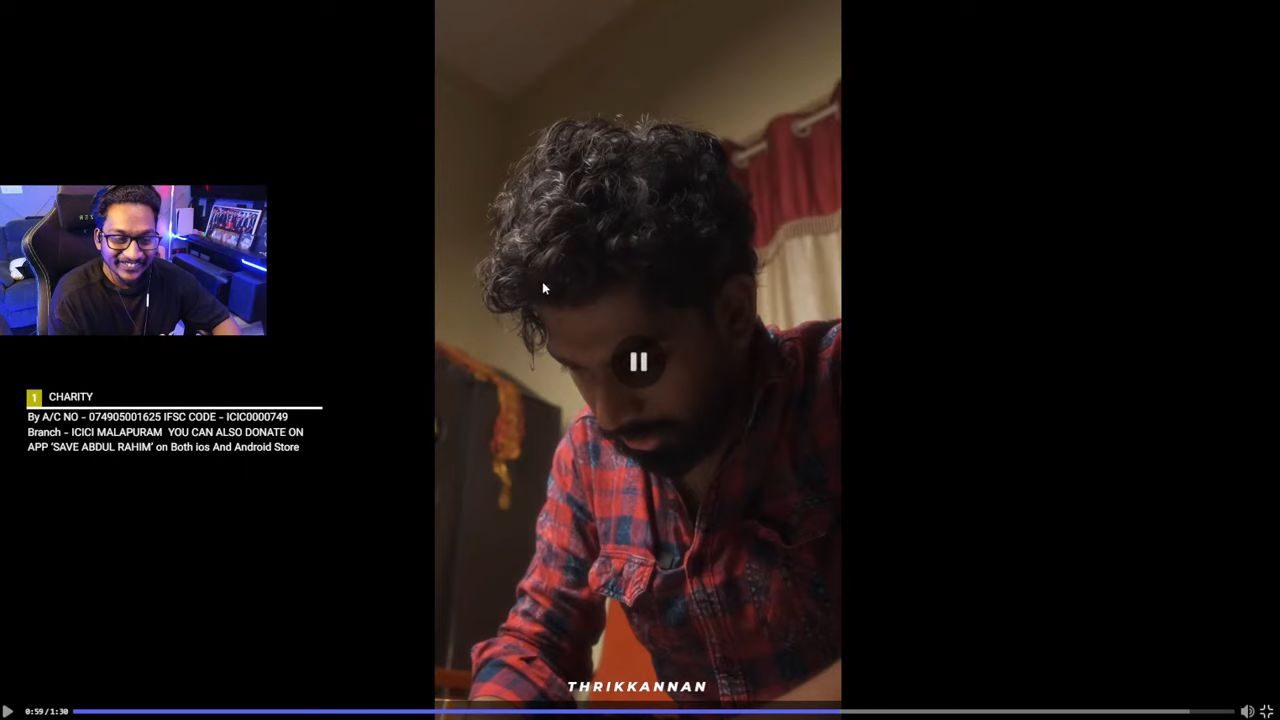 1 CHARITY
By A/C NO - 074905001625 IFSC CODE - ICIC0000749
Branch - ICICI MALAPURAM YOU CAN ALSO DONATE ON
APP ‘SAVE ABDUL RAHIM’ on Both ios And Android Store
THRIKKANNAN
0:59 / 1:30